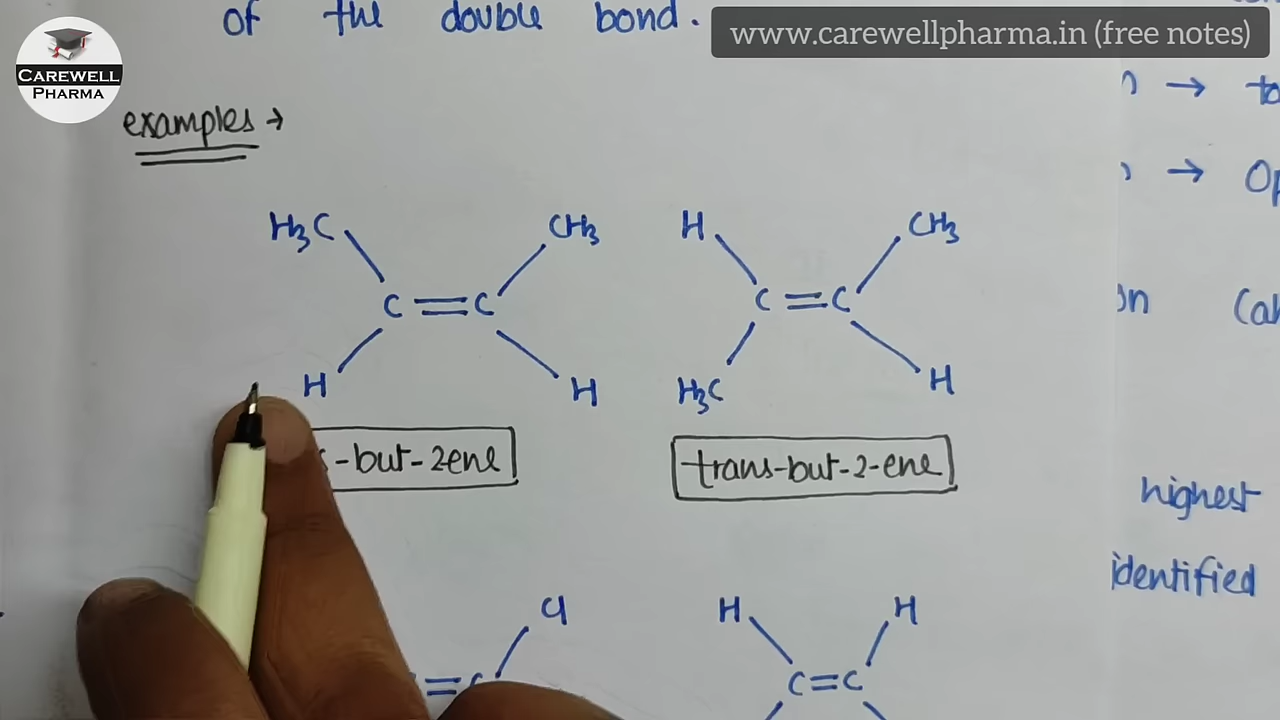 of the double bond.
www.carewellpharma.in (free notes)
CAREWELL
PHARMA
examples →
H3C CH3 H CH3
C = C C = C
H H H3C H
-but-2ene trans-but-2-ene
Cl H H
= C C = C
→
→
highest
identified